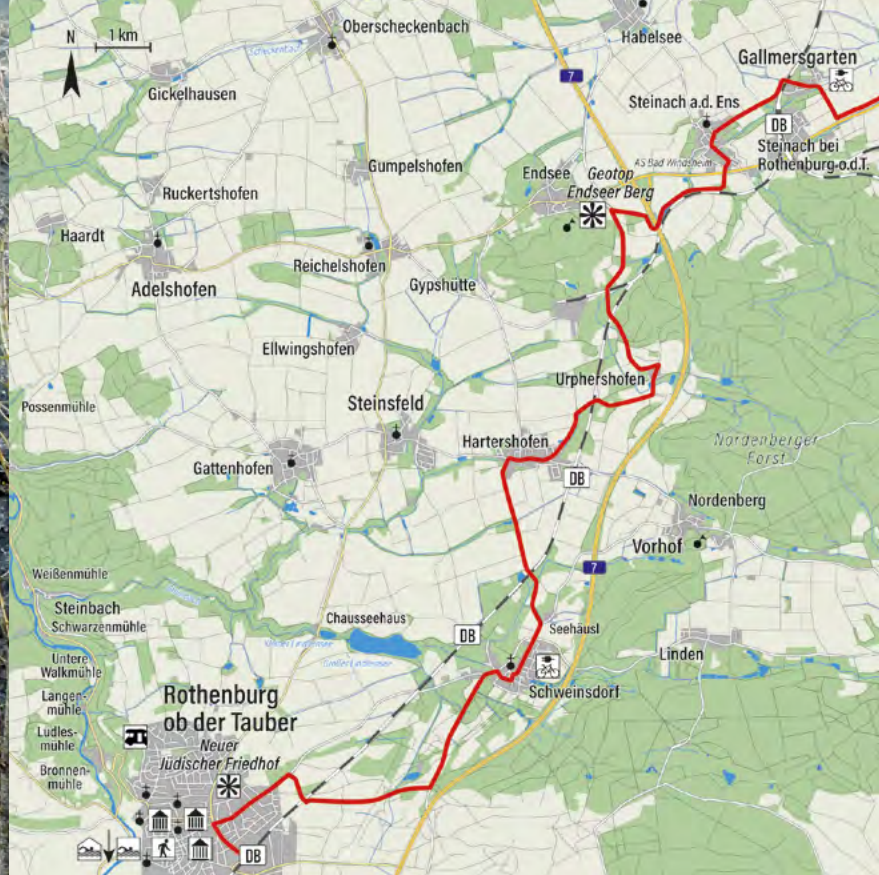 N
1 km
Oberscheckenbach
Habelsee
7
Gallmersgarten
Gickelhausen
Steinach a.d. Ens
DB
Steinach bei
Rothenburg o.d.T.
AS Bad Windsheim
Gumpelshofen
Endsee
Geotop
Endseer Berg
Ruckertshofen
Haardt
Adelshofen
Reichelshofen
Gypshütte
Ellwingshofen
Urphershofen
Possenmühle
Steinsfeld
Hartershofen
Nordenberger
Forst
Gattenhofen
DB
Nordenberg
Vorhof
7
Weißenmühle
Steinbach
Schwarzenmühle
Chausseehaus
DB
Seehäusl
Linden
Untere
Walkmühle
Schweinsdorf
Langen-
mühle
Rothenburg
ob der Tauber
Ludles-
mühle
Neuer
Jüdischer Friedhof
Bronnen-
mühle
DB